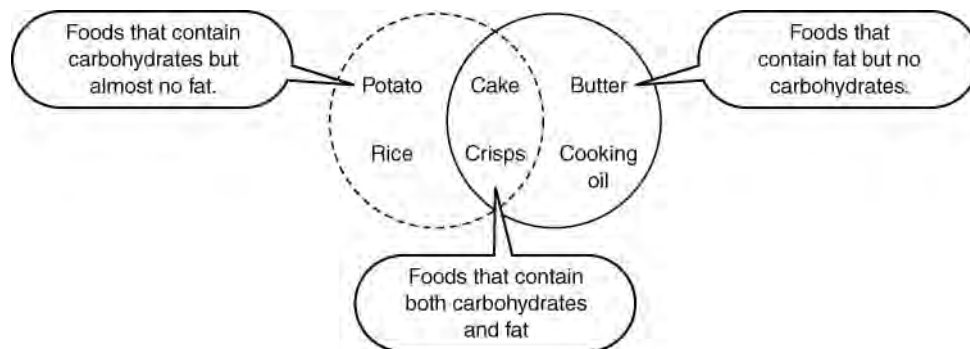 Foods that contain
carbohydrates but
almost no fat.
Foods that
contain fat but no
carbohydrates.
Potato
Cake
Butter
Rice
Crisps
Cooking
oil
Foods that contain
both carbohydrates
and fat